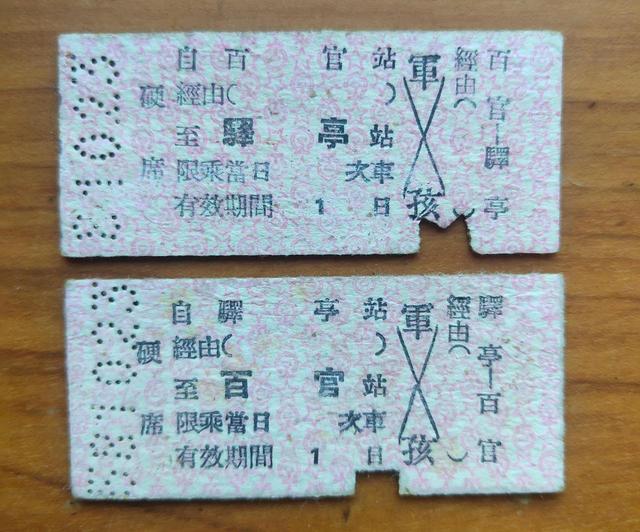 自 百 官 站
硬 經由( )
至 驛 亭 站
席 限乘當日 次車
有效期間 1 日
軍 孩
經由( )
百官—驛亭
自 驛 亭 站
硬 經由( )
至 百 官 站
席 限乘當日 次車
有效期間 1 日
軍 孩
經由( )
驛亭—百官